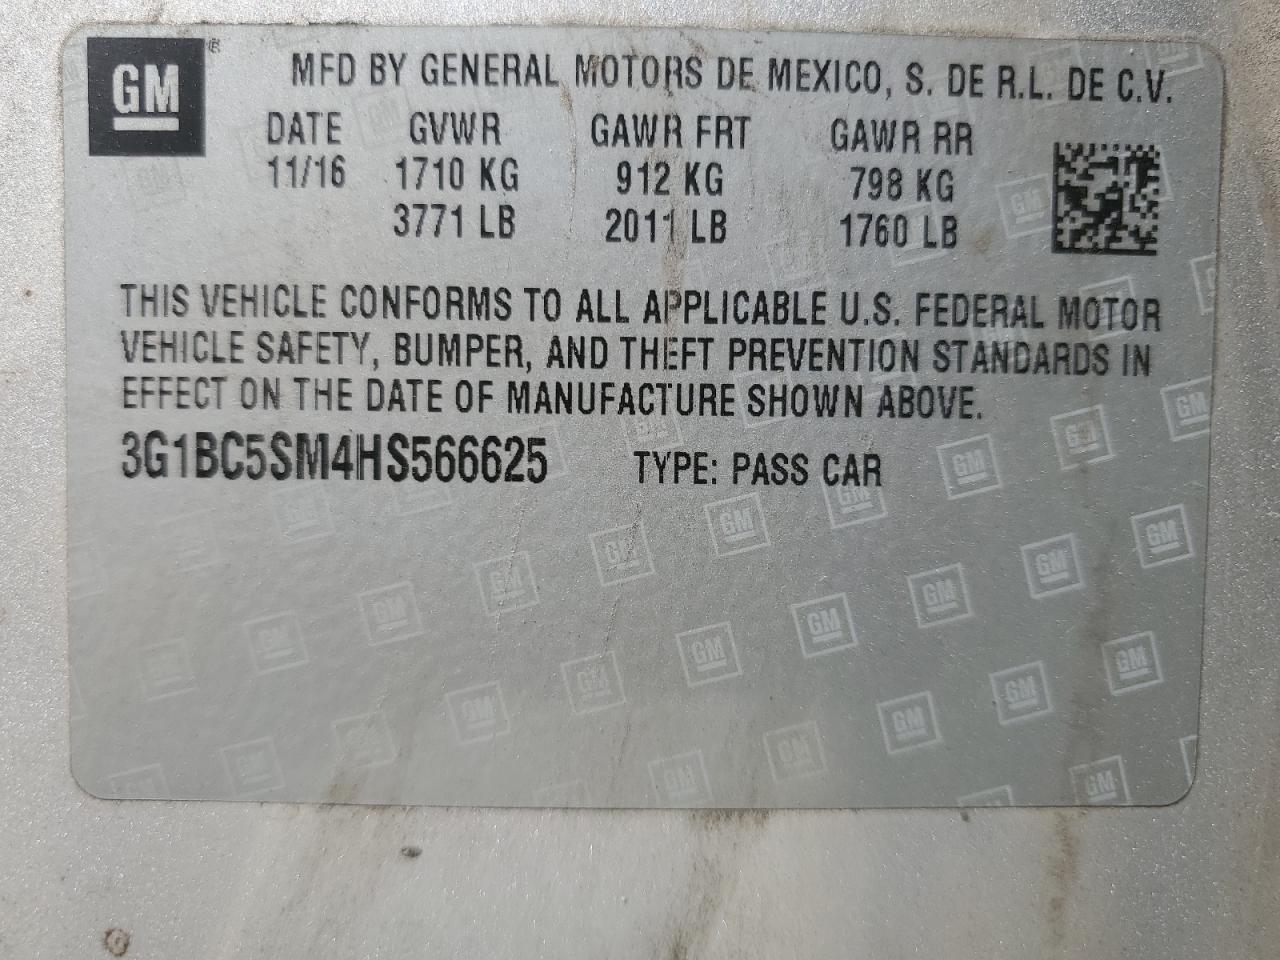 GM ®
MFD BY GENERAL MOTORS DE MEXICO, S. DE R.L. DE C.V.
DATE GVWR GAWR FRT GAWR RR
11/16 1710 KG 912 KG 798 KG
3771 LB 2011 LB 1760 LB
THIS VEHICLE CONFORMS TO ALL APPLICABLE U.S. FEDERAL MOTOR
VEHICLE SAFETY, BUMPER, AND THEFT PREVENTION STANDARDS IN
EFFECT ON THE DATE OF MANUFACTURE SHOWN ABOVE.
3G1BC5SM4HS566625 TYPE: PASS CAR